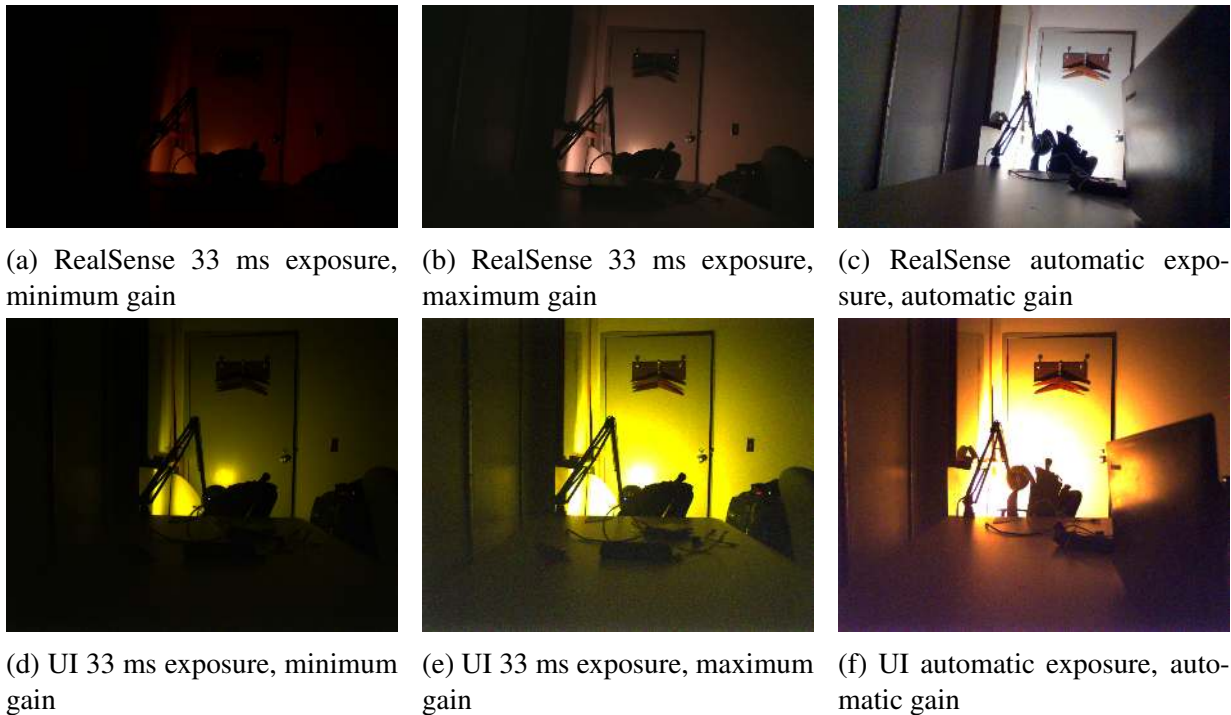 (a) RealSense 33 ms exposure,
minimum gain
(b) RealSense 33 ms exposure,
maximum gain
(c) RealSense automatic expo-
sure, automatic gain
(d) UI 33 ms exposure, minimum
gain
(e) UI 33 ms exposure, maximum
gain
(f) UI automatic exposure, auto-
matic gain